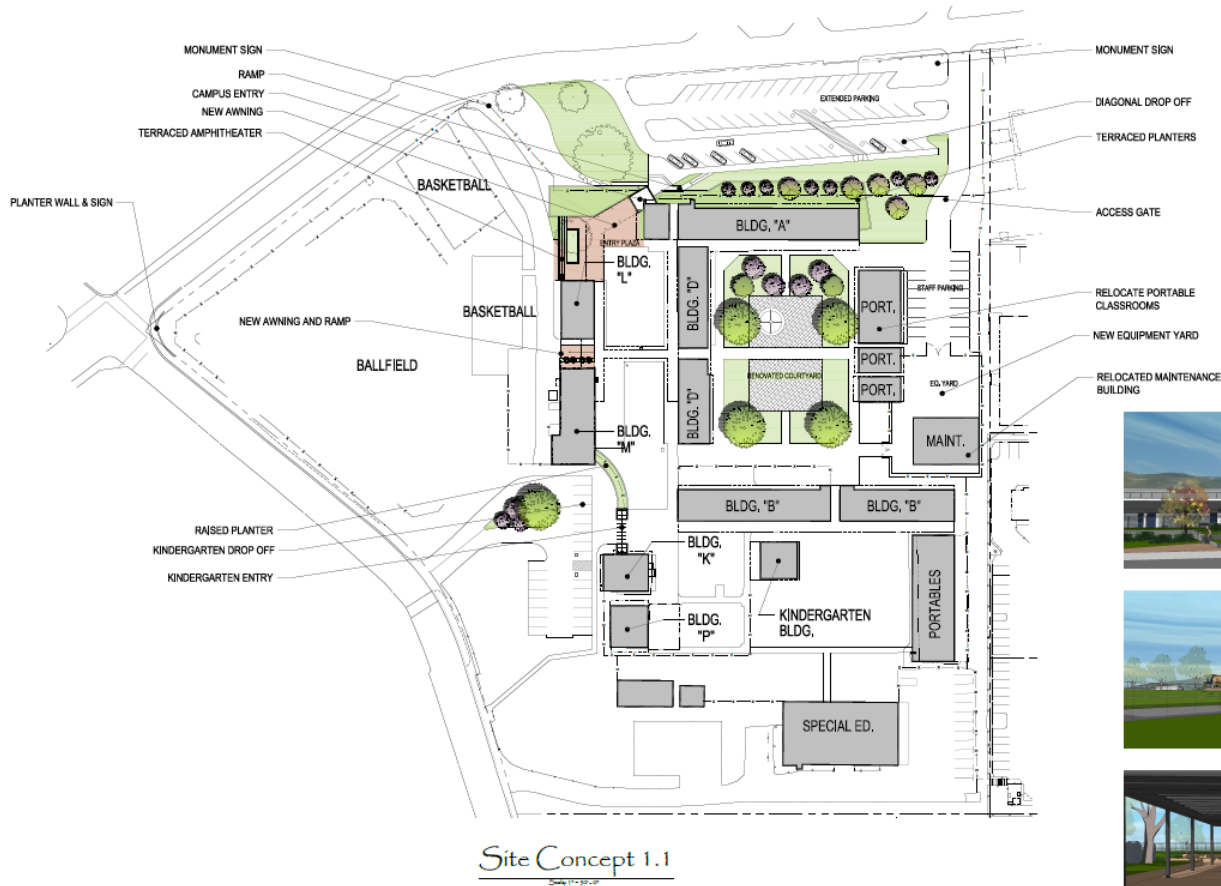 MONUMENT SIGN
RAMP
CAMPUS ENTRY
NEW AWNING
TERRACED AMPHITHEATER
PLANTER WALL & SIGN
NEW AWNING AND RAMP
RAISED PLANTER
KINDERGARTEN DROP OFF
KINDERGARTEN ENTRY
BASKETBALL
BASKETBALL
BALLFIELD
EXTENDED PARKING
ENTRY PLAZA
BLDG. "A"
BLDG.
"L"
BLDG. "D"
BLDG. "D"
PORT.
PORT.
PORT.
STAFF PARKING
RENOVATED COURTYARD
EQ. YARD
MAINT.
BLDG.
"M"
BLDG. "B"
BLDG. "B"
BLDG.
"K"
BLDG.
"P"
KINDERGARTEN
BLDG.
PORTABLES
SPECIAL ED.
MONUMENT SIGN
DIAGONAL DROP OFF
TERRACED PLANTERS
ACCESS GATE
RELOCATE PORTABLE
CLASSROOMS
NEW EQUIPMENT YARD
RELOCATED MAINTENANCE
BUILDING
Site Concept 1.1